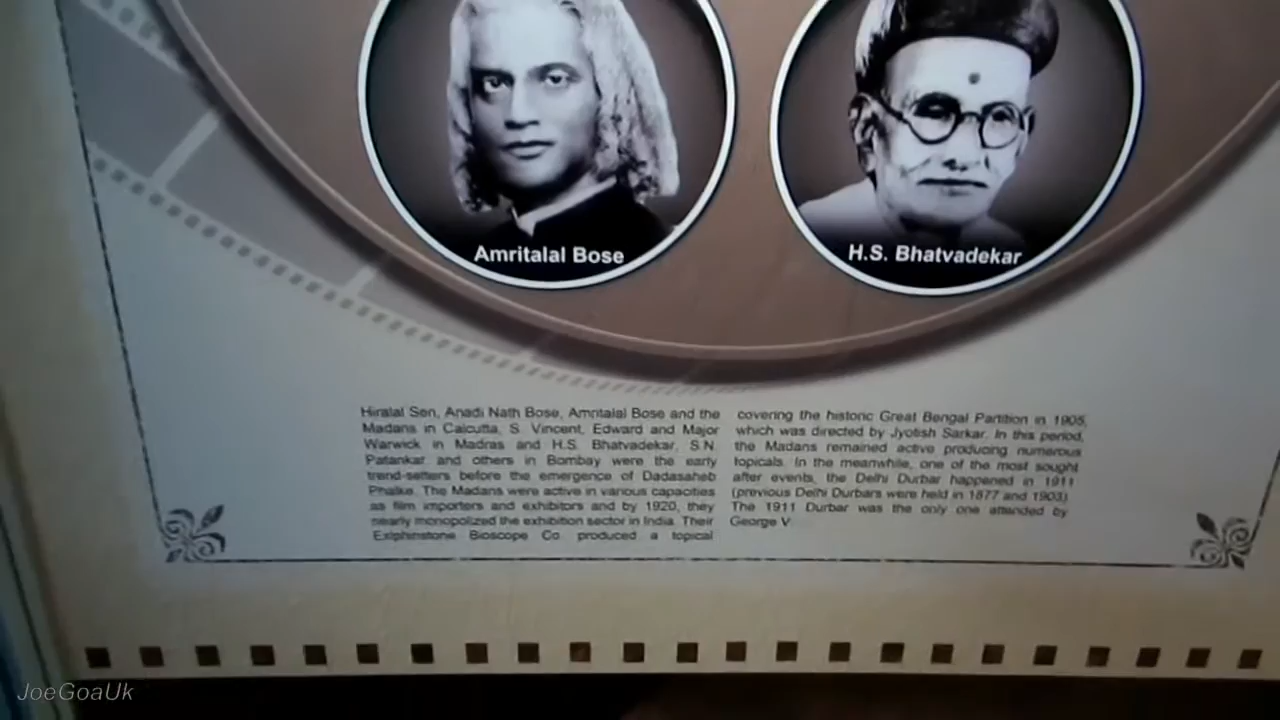 Amritalal Bose
H.S. Bhatvadekar
Hiralal Sen, Anadi Nath Bose, Amritalal Bose and the
Madans in Calcutta, S. Vincent, Edward and Major
Warwick in Madras and H.S. Bhatvadekar, S.N.
Patankar and others in Bombay were the early
trend-setters before the emergence of Dadasaheb
Phalke. The Madans were active in various capacities
as film importers and exhibitors and by 1920, they
nearly monopolized the exhibition sector in India. Their
Exlphinstone Bioscope Co. produced a topical
covering the historic Great Bengal Partition in 1905,
which was directed by Jyotish Sarkar. In this period,
the Madans remained active producing numerous
topicals. In the meanwhile, one of the most sought
after events, the Delhi Durbar happened in 1911
(previous Delhi Durbars were held in 1877 and 1903).
The 1911 Durbar was the only one attended by
George V.
JoeGoaUk